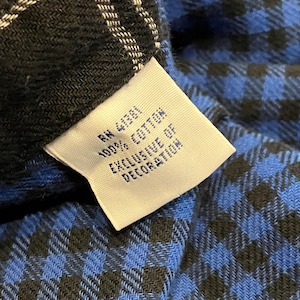 RN 41381
100% COTTON
EXCLUSIVE OF
DECORATION